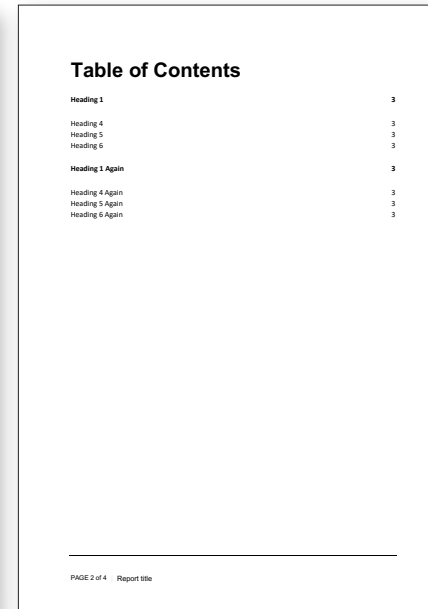 Table of Contents
Heading 1 3
Heading 4 3
Heading 5 3
Heading 6 3
Heading 1 Again 3
Heading 4 Again 3
Heading 5 Again 3
Heading 6 Again 3
PAGE 2 of 4 Report title